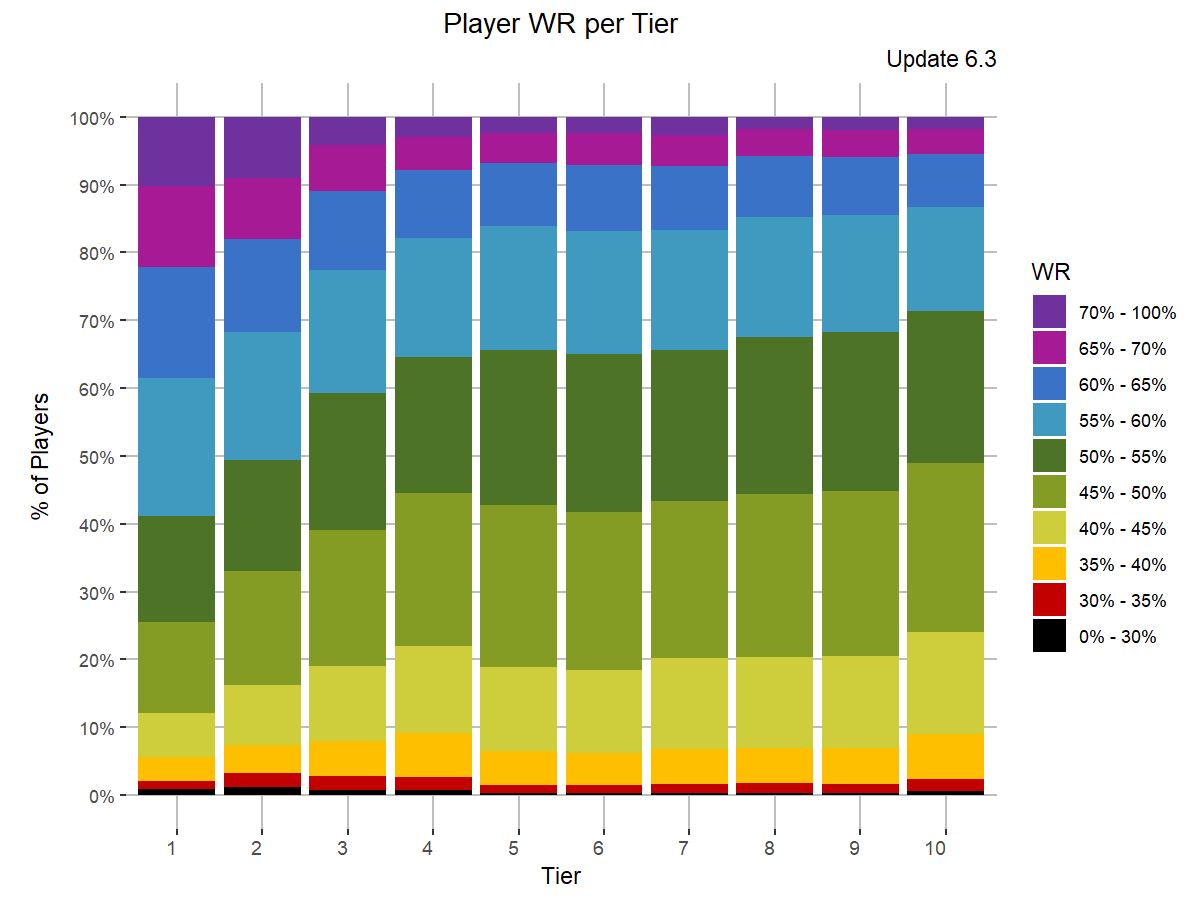 Player WR per Tier
Update 6.3
100%
90%
80%
70%
60%
50%
40%
30%
20%
10%
0%
% of Players
1 2 3 4 5 6 7 8 9 10
Tier
WR
70% - 100%
65% - 70%
60% - 65%
55% - 60%
50% - 55%
45% - 50%
40% - 45%
35% - 40%
30% - 35%
0% - 30%